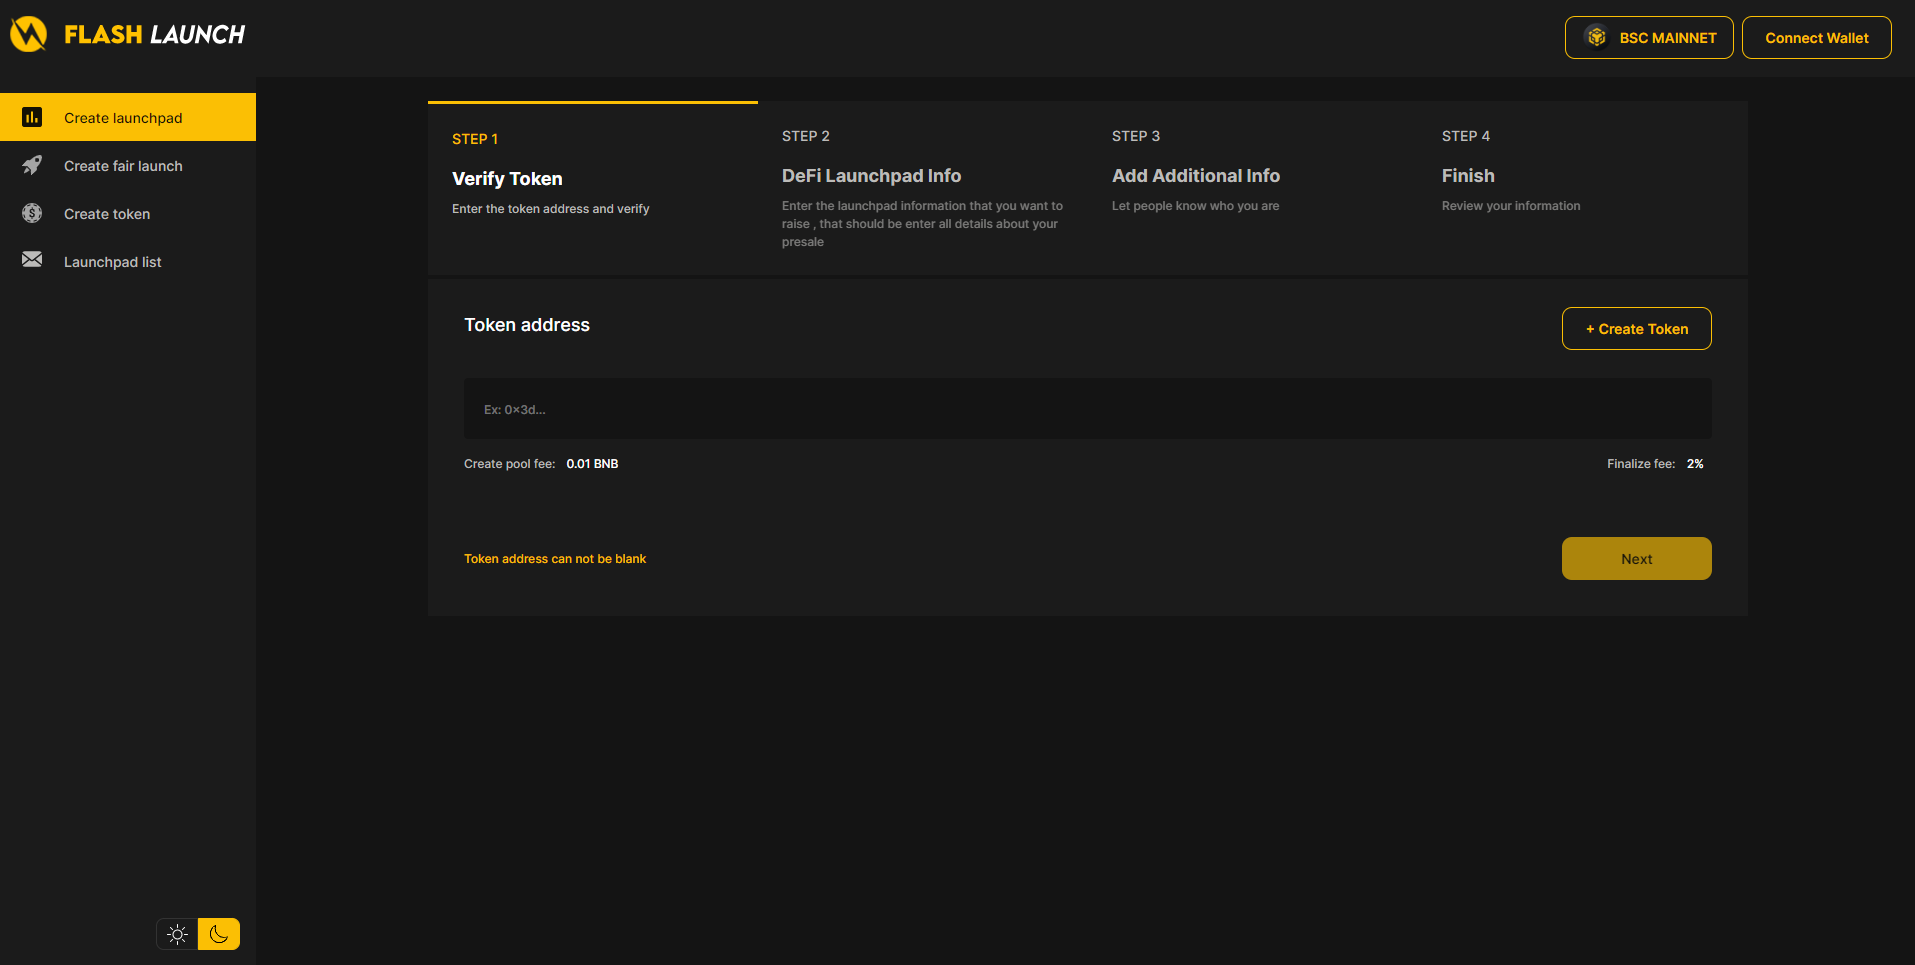 FLASH LAUNCH
BSC MAINNET
Connect Wallet
Create launchpad
Create fair launch
Create token
Launchpad list
STEP 1
Verify Token
Enter the token address and verify
STEP 2
DeFi Launchpad Info
Enter the launchpad information that you want to
raise , that should be enter all details about your
presale
STEP 3
Add Additional Info
Let people know who you are
STEP 4
Finish
Review your information
Token address
+ Create Token
Ex: 0x3d...
Create pool fee: 0.01 BNB
Finalize fee: 2%
Token address can not be blank
Next